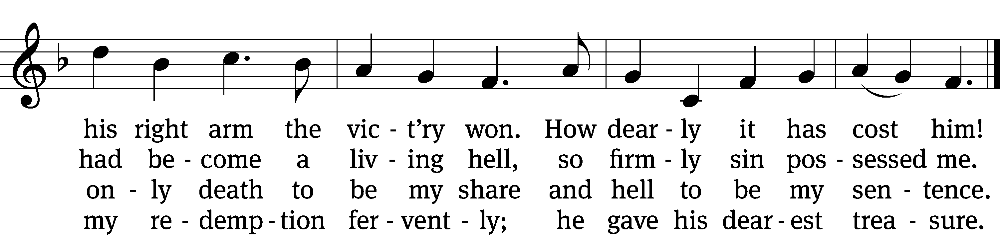 his right arm the vic - t’ry won. How dear - ly it has cost him!
had be - come a liv - ing hell, so firm - ly sin pos - sessed me.
on - ly death to be my share and hell to be my sen - tence.
my re - demp - tion fer - vent - ly; he gave his dear - est trea - sure.